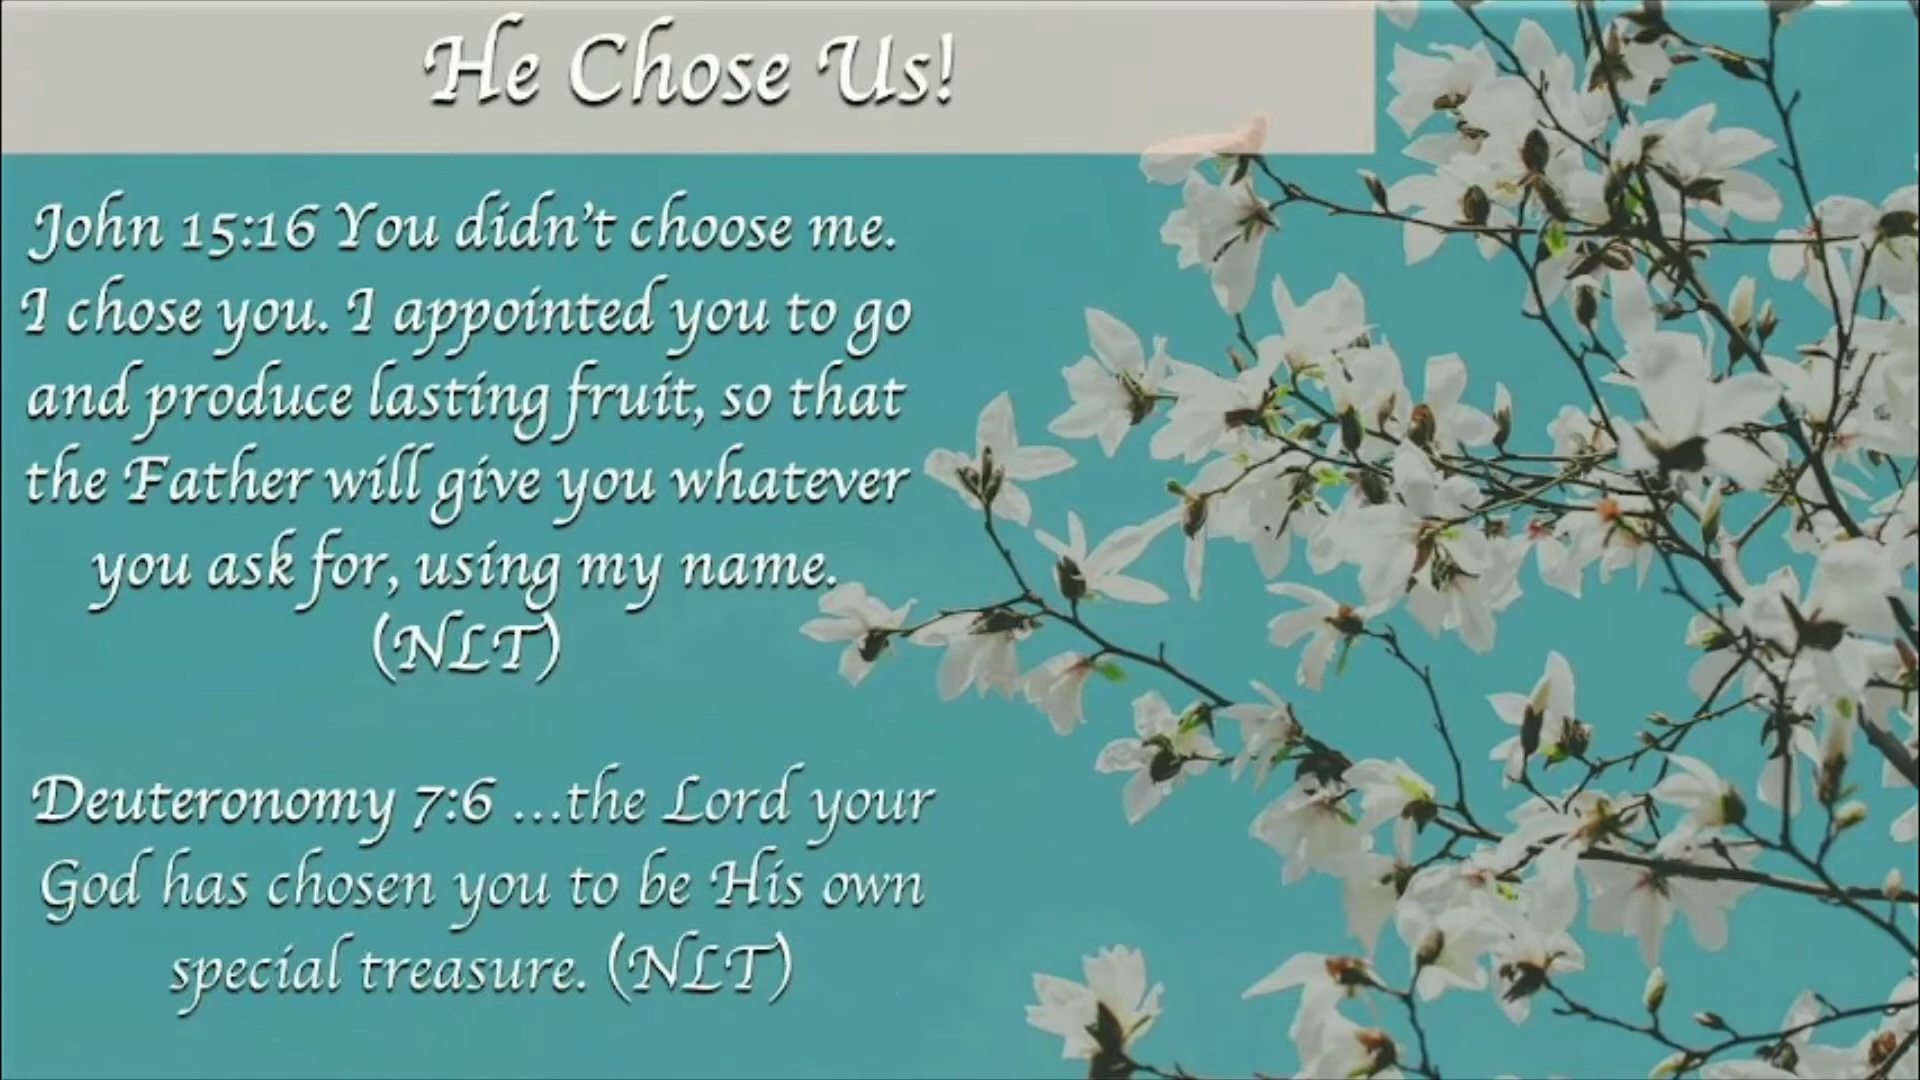 He Chose Us!
John 15:16 You didn't choose me.
I chose you. I appointed you to go
and produce lasting fruit, so that
the Father will give you whatever
you ask for, using my name.
(NLT)
Deuteronomy 7:6 ...the Lord your
God has chosen you to be His own
special treasure. (NLT)